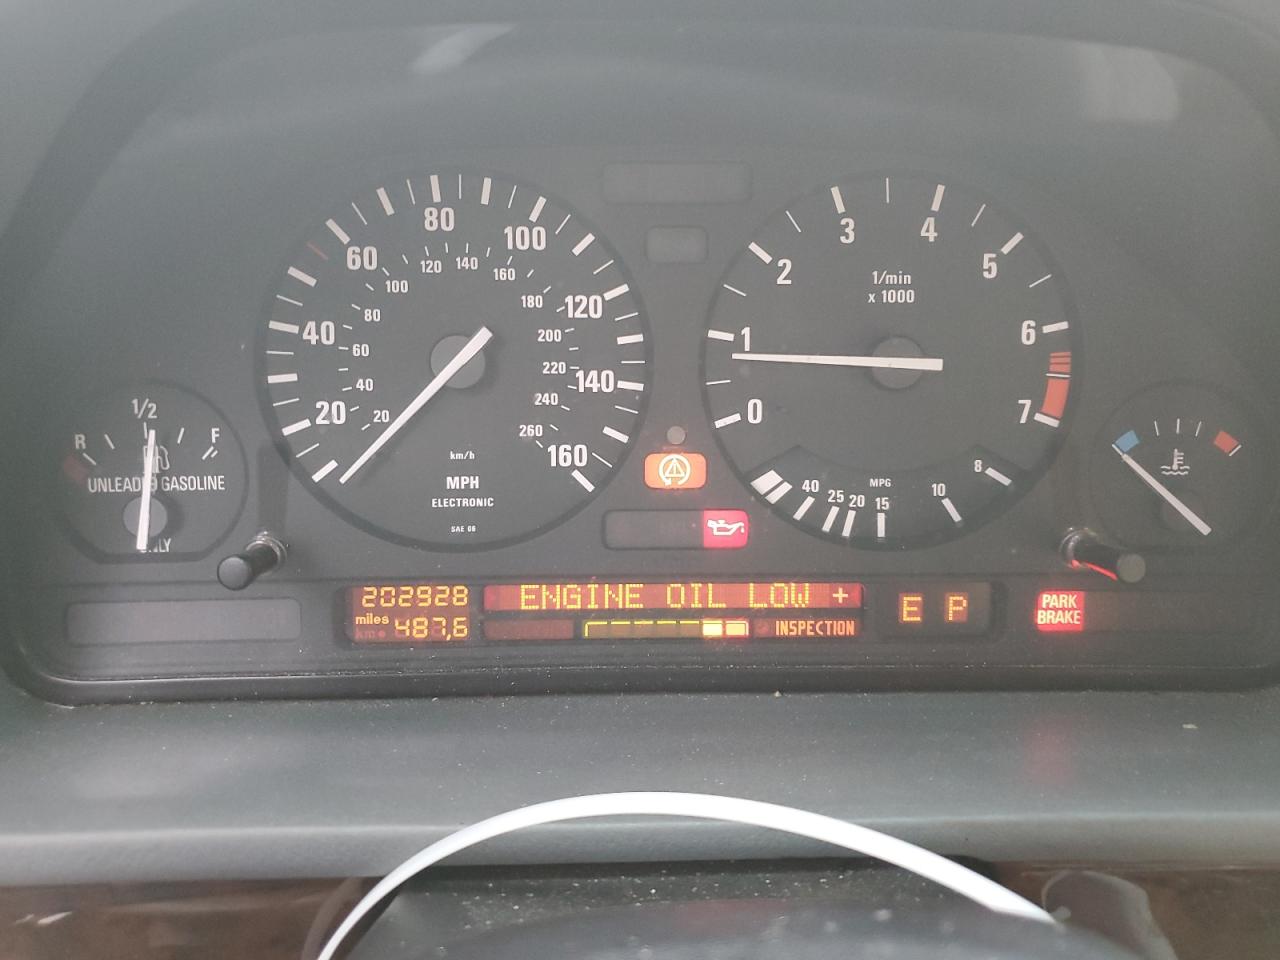 R 1/2 F
UNLEADED GASOLINE
ONLY
20 40 60 80 100 120 140 160
20 40 60 80 100 120 140 160 180 200 220 240 260
km/h
MPH
ELECTRONIC
0 1 2 3 4 5 6 7
1/min
x 1000
MPG
40 25 20 15 10 8
202928
miles
km
487,6
ENGINE OIL LOW +
INSPECTION
E P
PARK
BRAKE